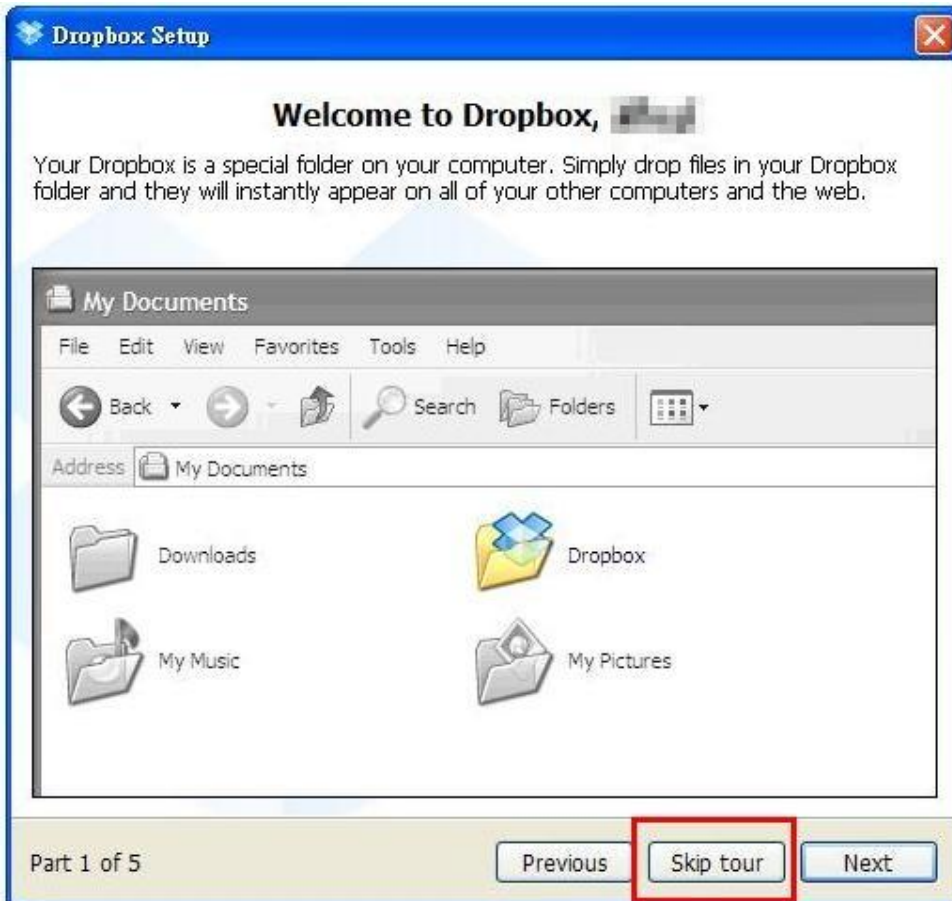 Dropbox Setup
Welcome to Dropbox,
Your Dropbox is a special folder on your computer. Simply drop files in your Dropbox
folder and they will instantly appear on all of your other computers and the web.
My Documents
File Edit View Favorites Tools Help
Back Search Folders
Address My Documents
Downloads Dropbox
My Music My Pictures
Part 1 of 5 Previous Skip tour Next